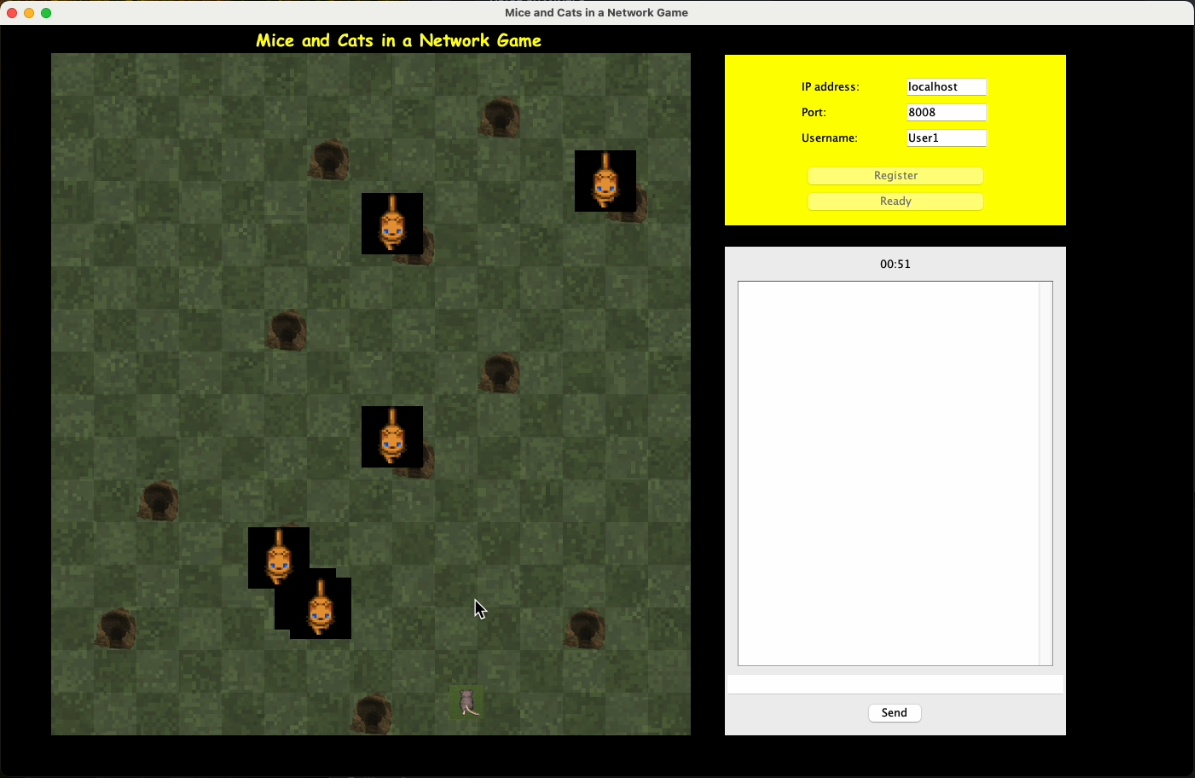 Mice and Cats in a Network Game
Mice and Cats in a Network Game
IP address: localhost
Port: 8008
Username: User1
Register
Ready
00:51
Send